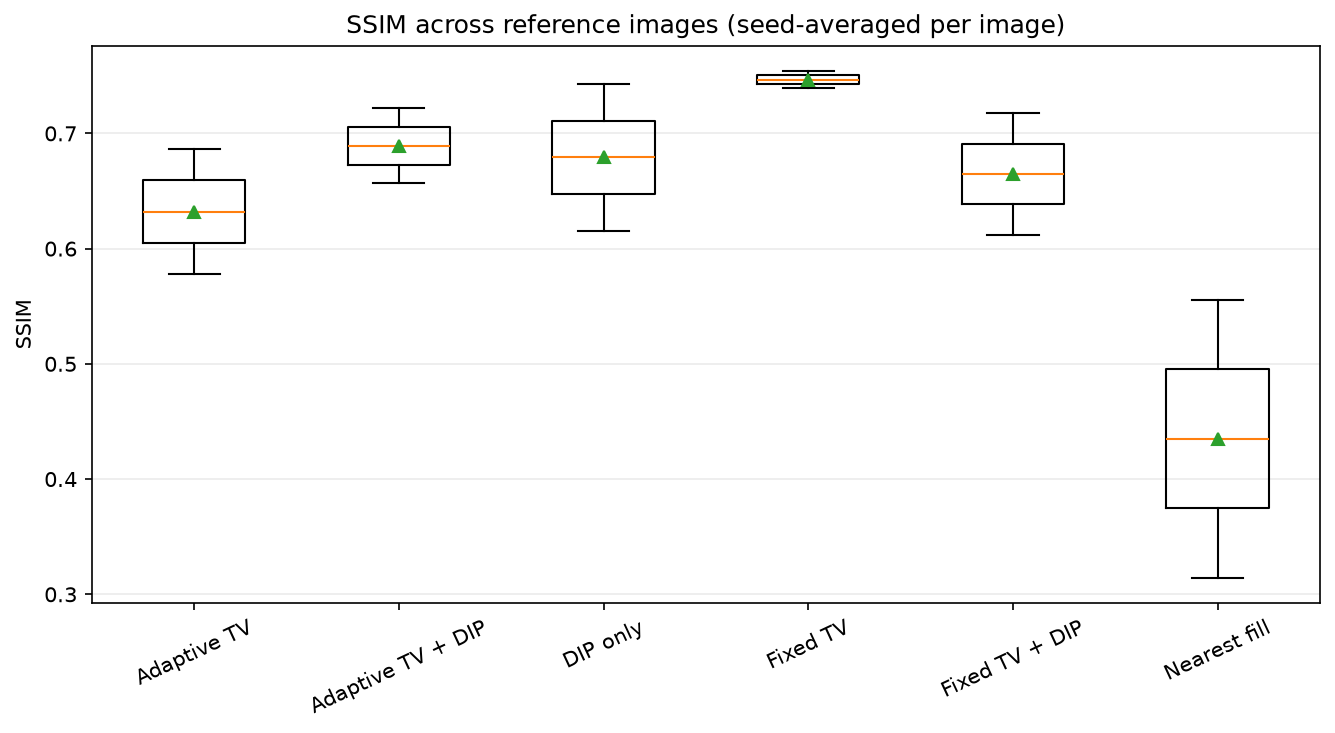 SSIM across reference images (seed-averaged per image)
SSIM
0.7
0.6
0.5
0.4
0.3
Adaptive TV
Adaptive TV + DIP
DIP only
Fixed TV
Fixed TV + DIP
Nearest fill